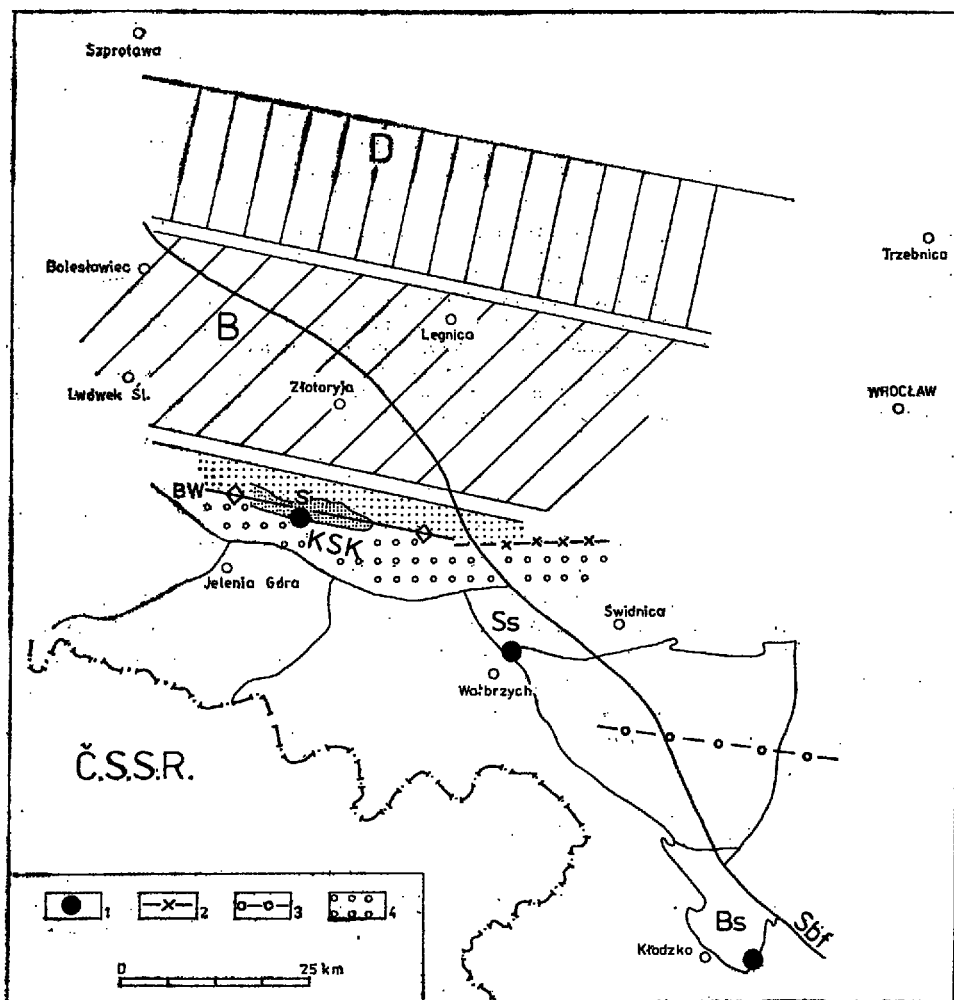 Szprotawa
D
Bolesławiec
Trzebnica
B
Legnica
Lwówek Śl.
Złotoryja
WROCŁAW
BW
S
KSK
Jelenia Góra
Ss
Świdnica
Wałbrzych
Č.S.S.R.
1
2
3
4
Bs
Sbf
Kłodzko
0 25 km